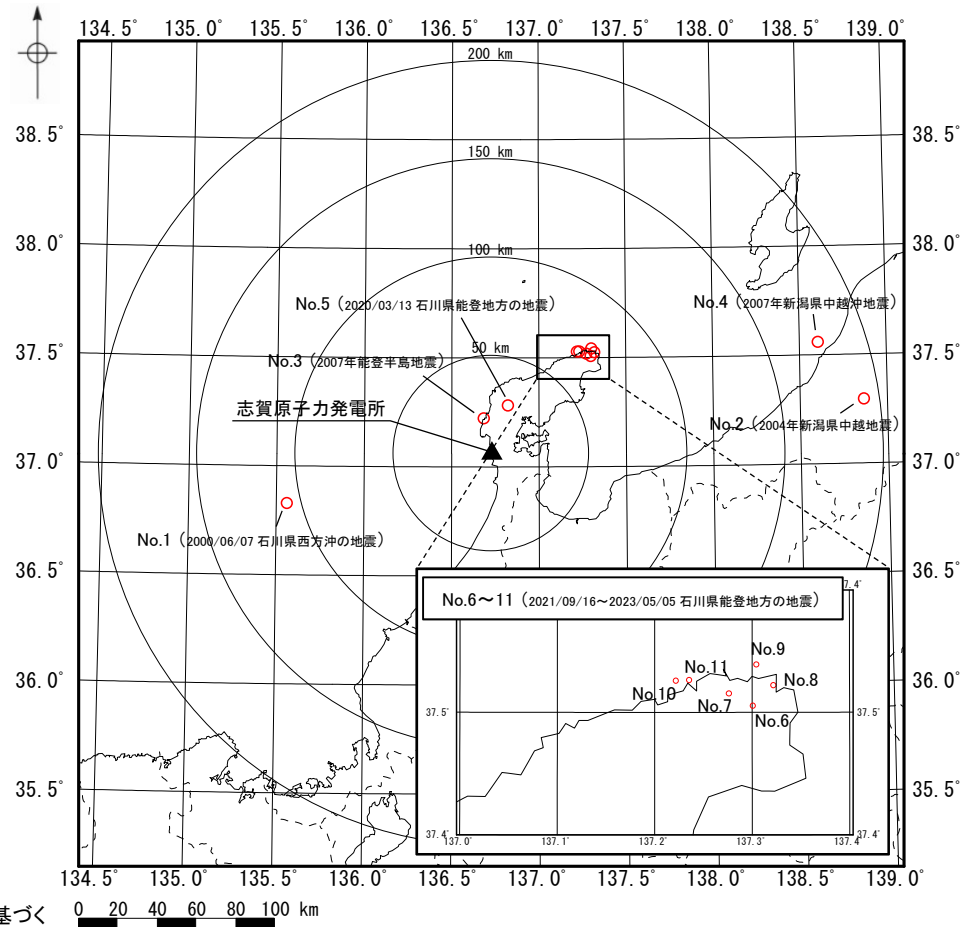 134.5° 135.0° 135.5° 136.0° 136.5° 137.0° 137.5° 138.0° 138.5° 139.0°
200 km
38.5° 38.5°
150 km
38.0° 38.0°
100 km
No.5 (2020/03/13 石川県能登地方の地震)
No.4 (2007年新潟県中越沖地震)
37.5° 37.5°
50 km
No.3 (2007年能登半島地震)
志賀原子力発電所
No.2 (2004年新潟県中越地震)
37.0° 37.0°
No.1 (2000/06/07 石川県西方沖の地震)
36.5° 36.5°
37.4°
No.6～11 (2021/09/16～2023/05/05 石川県能登地方の地震)
No.9
No.11
No.8
No.10
No.7
No.6
36.0° 36.0°
37.5° 37.5°
35.5° 35.5°
37.4° 37.4°
137.0° 137.1° 137.2° 137.3° 137.4°
134.5° 135.0° 135.5° 136.0° 136.5° 137.0° 137.5° 138.0° 138.5° 139.0°
基づく 0 20 40 60 80 100 km